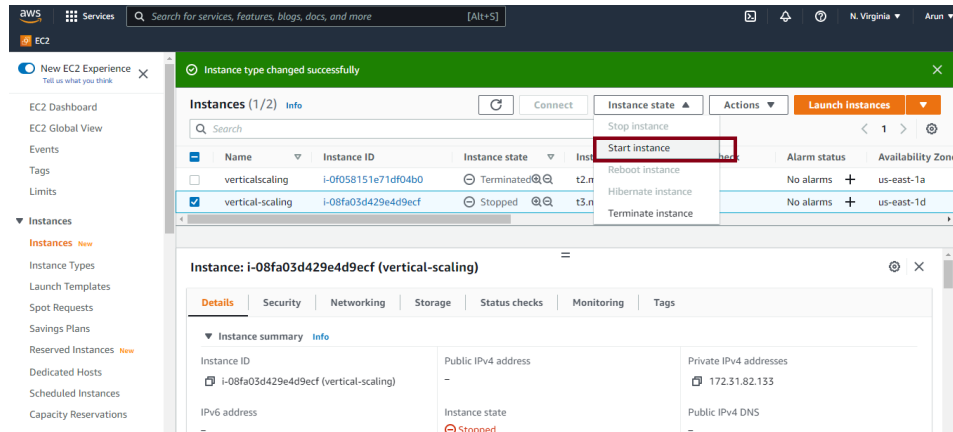 aws Services Search for services, features, blogs, docs, and more [Alt+S] N. Virginia ▼ Arun ▼
EC2
New EC2 Experience
Tell us what you think
EC2 Dashboard
EC2 Global View
Events
Tags
Limits
▼ Instances
Instances New
Instance Types
Launch Templates
Spot Requests
Savings Plans
Reserved Instances New
Dedicated Hosts
Scheduled Instances
Capacity Reservations
Instance type changed successfully
Instances (1/2) Info Connect Instance state ▲ Actions ▼ Launch instances ▼
Search < 1 >
Stop instance
Start instance
Reboot instance
Hibernate instance
Terminate instance
Name Instance ID Instance state Inst Alarm status Availability Zone
verticalscaling i-0f058151e71df04b0 Terminated t2.m No alarms + us-east-1a
vertical-scaling i-08fa03d429e4d9ecf Stopped t3.n No alarms + us-east-1d
Instance: i-08fa03d429e4d9ecf (vertical-scaling)
Details Security Networking Storage Status checks Monitoring Tags
▼ Instance summary Info
Instance ID Public IPv4 address Private IPv4 addresses
i-08fa03d429e4d9ecf (vertical-scaling) – 172.31.82.133
IPv6 address Instance state Public IPv4 DNS
– Stopped –